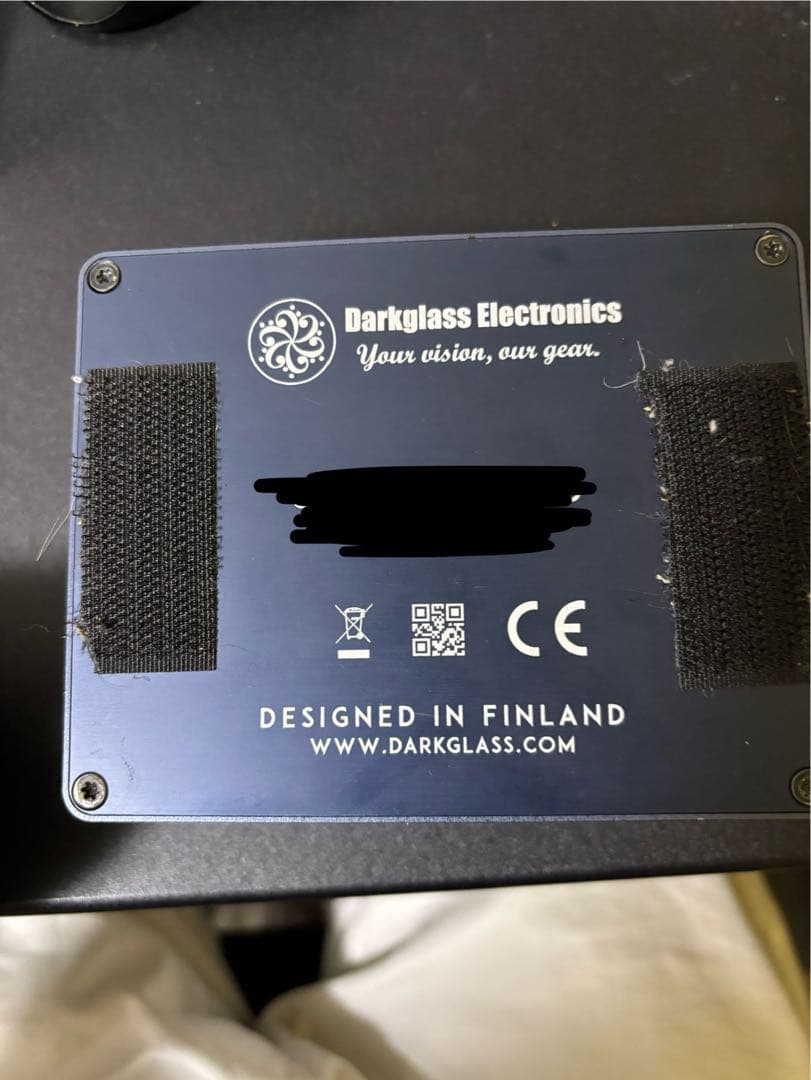 Darkglass Electronics
Your vision, our gear.
CE
DESIGNED IN FINLAND
WWW.DARKGLASS.COM